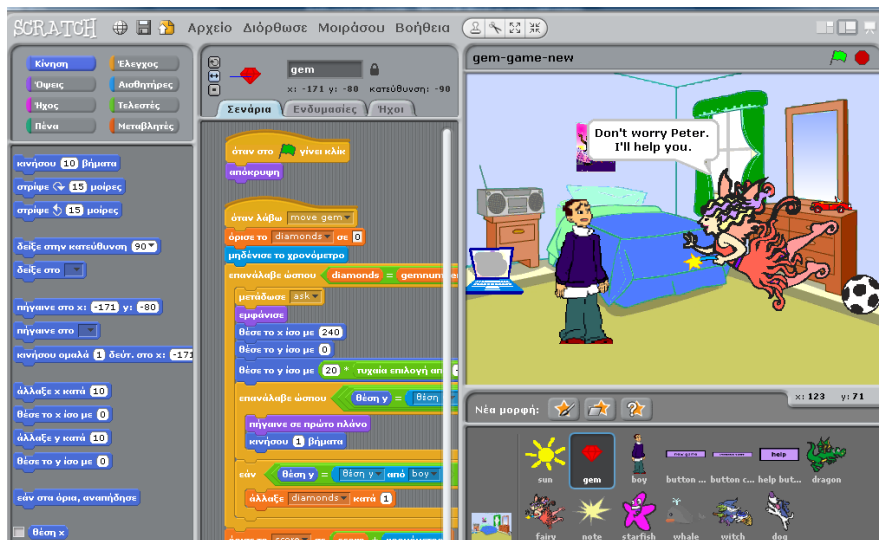 SCRATCH Αρχείο Διόρθωσε Μοιράσου Βοήθεια
Κίνηση Έλεγχος
Όψεις Αισθητήρες
Ήχος Τελεστές
Πένα Μεταβλητές
κινήσου 10 βήματα
στρίψε 15 μοίρες
στρίψε 15 μοίρες
δείξε στην κατεύθυνση 90
δείξε στο
πήγαινε στο x: -171 y: -80
πήγαινε στο
κινήσου ομαλά 1 δεύτ. στο x: -171
άλλαξε x κατά 10
θέσε το x ίσο με 0
άλλαξε y κατά 10
θέσε το y ίσο με 0
εάν στα όρια, αναπήδησε
θέση x
gem
x: -171 y: -80 κατεύθυνση: -90
Σενάρια Ενδυμασίες Ήχοι
όταν στο γίνει κλίκ
απόκρυψη
όταν λάβω move gem
όρισε το diamonds σε 0
μηδένισε το χρονόμετρο
επανάλαβε ώσπου diamonds =
μετάδωσε ask
εμφάνισε
θέσε το x ίσο με 240
θέσε το y ίσο με 0
θέσε το y ίσο με 20 * τυχαία επιλογή από
επανάλαβε ώσπου θέση y = θέση
πήγαινε σε πρώτο πλάνο
κινήσου 1 βήματα
εάν θέση y = θέση y από boy
άλλαξε diamonds κατά 1
gem-game-new
Don't worry Peter.
I'll help you.
x: 123 y: 71
Νέα μορφή:
sun gem boy button ... button c... help but... dragon
help
fairy note starfish whale witch dog